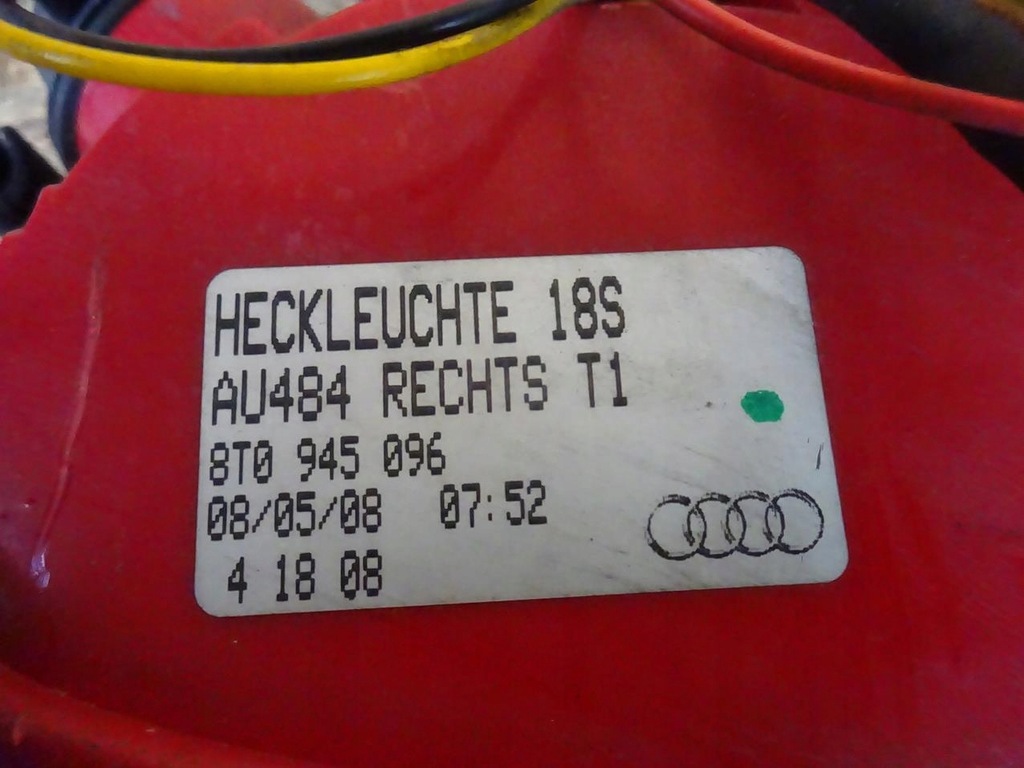 HECKLEUCHTE 18S
AU484 RECHTS T1
8T0 945 096
08/05/08 07:52
4 18 08